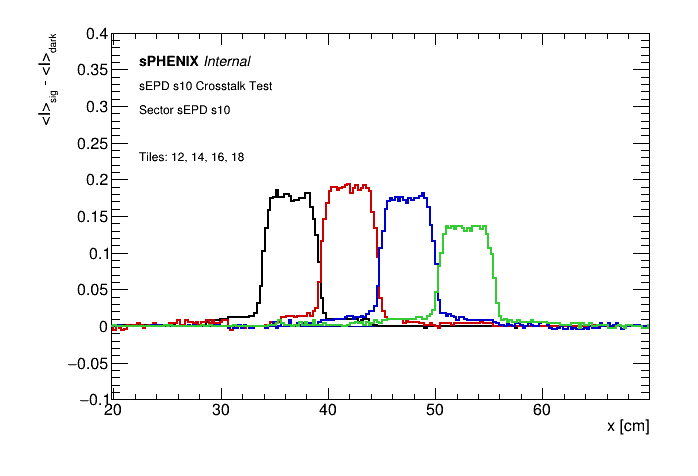 <I>sig - <I>dark
0.4
0.35
0.3
0.25
0.2
0.15
0.1
0.05
0
−0.05
−0.1
sPHENIX Internal
sEPD s10 Crosstalk Test
Sector sEPD s10
Tiles: 12, 14, 16, 18
20 30 40 50 60
x [cm]